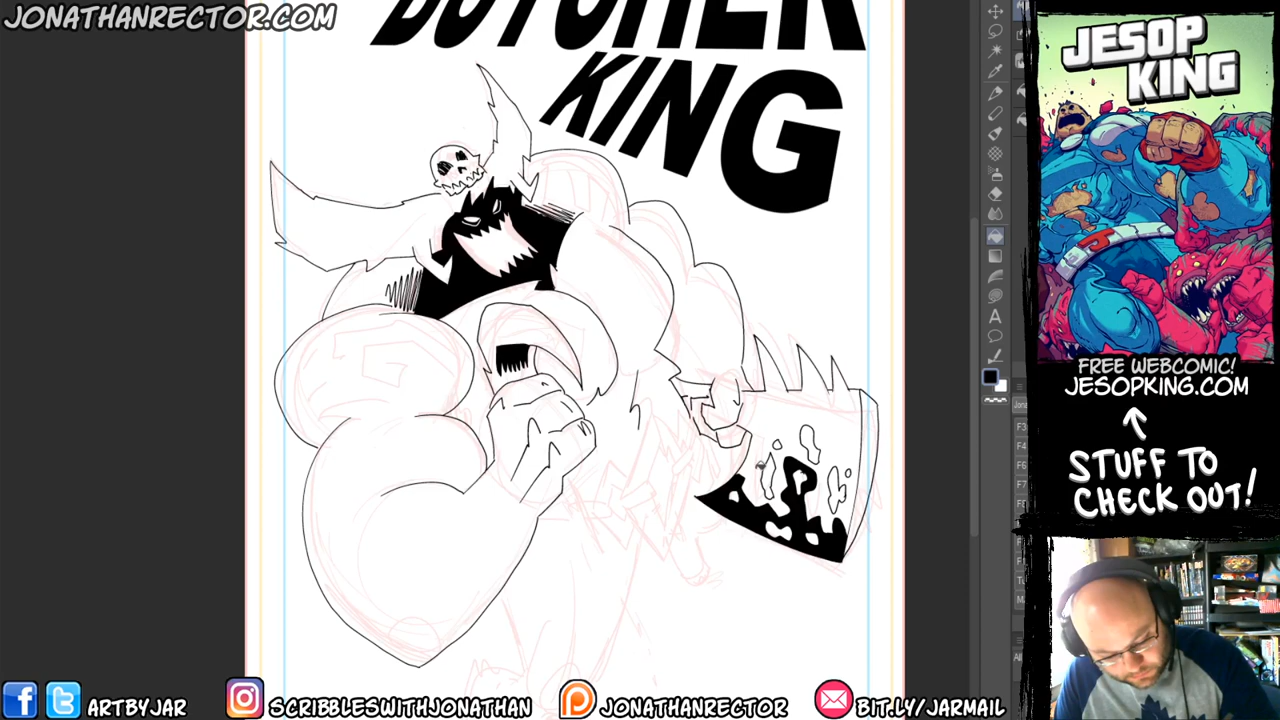 JONATHANRECTOR.COM
BUTCHER
KING
JESOP
KING
FREE WEBCOMIC!
JESOPKING.COM
STUFF TO
CHECK OUT!
ARTBYJAR
SCRIBBLESWITHJONATHAN
JONATHANRECTOR
BIT.LY/JARMAIL